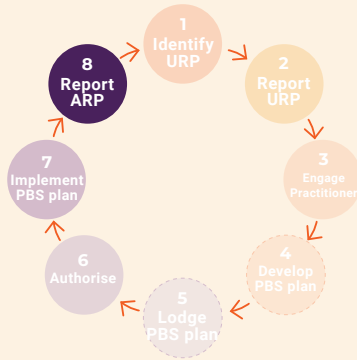 1
Identify
URP
2
Report
URP
3
Engage
Practitioner
4
Develop
PBS plan
5
Lodge
PBS plan
6
Authorise
7
Implement
PBS plan
8
Report
ARP